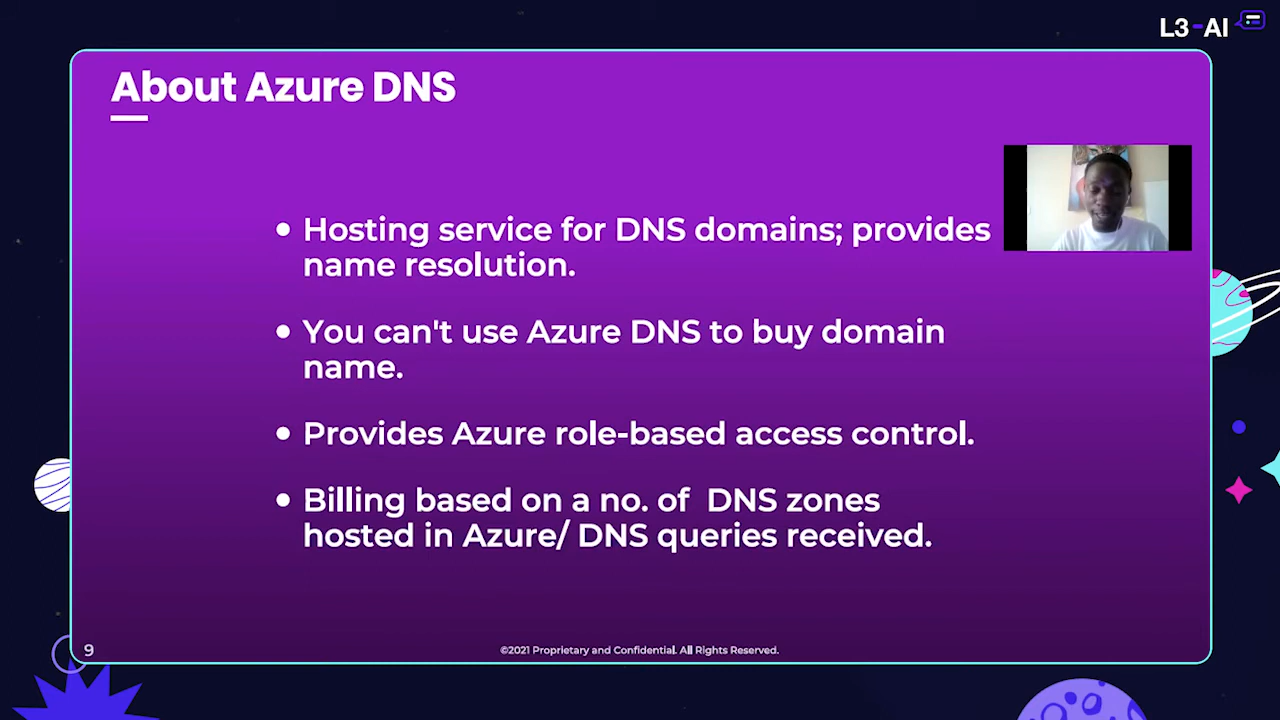 L3-AI
About Azure DNS
• Hosting service for DNS domains; provides
name resolution.
• You can't use Azure DNS to buy domain
name.
• Provides Azure role-based access control.
• Billing based on a no. of  DNS zones
hosted in Azure/ DNS queries received.
9
©2021 Proprietary and Confidential. All Rights Reserved.